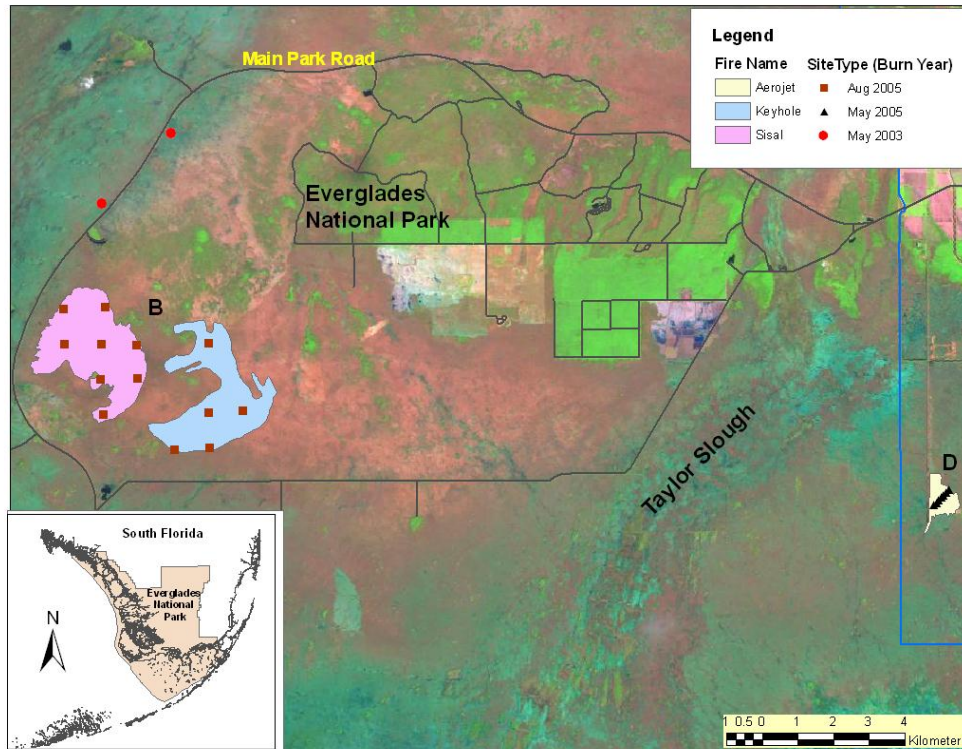 Main Park Road
Legend
Fire Name SiteType (Burn Year)
Aerojet Aug 2005
Keyhole May 2005
Sisal May 2003
Everglades
National Park
B
Taylor Slough
D
South Florida
Everglades
National
Park
N
1 0.5 0 1 2 3 4
Kilometer